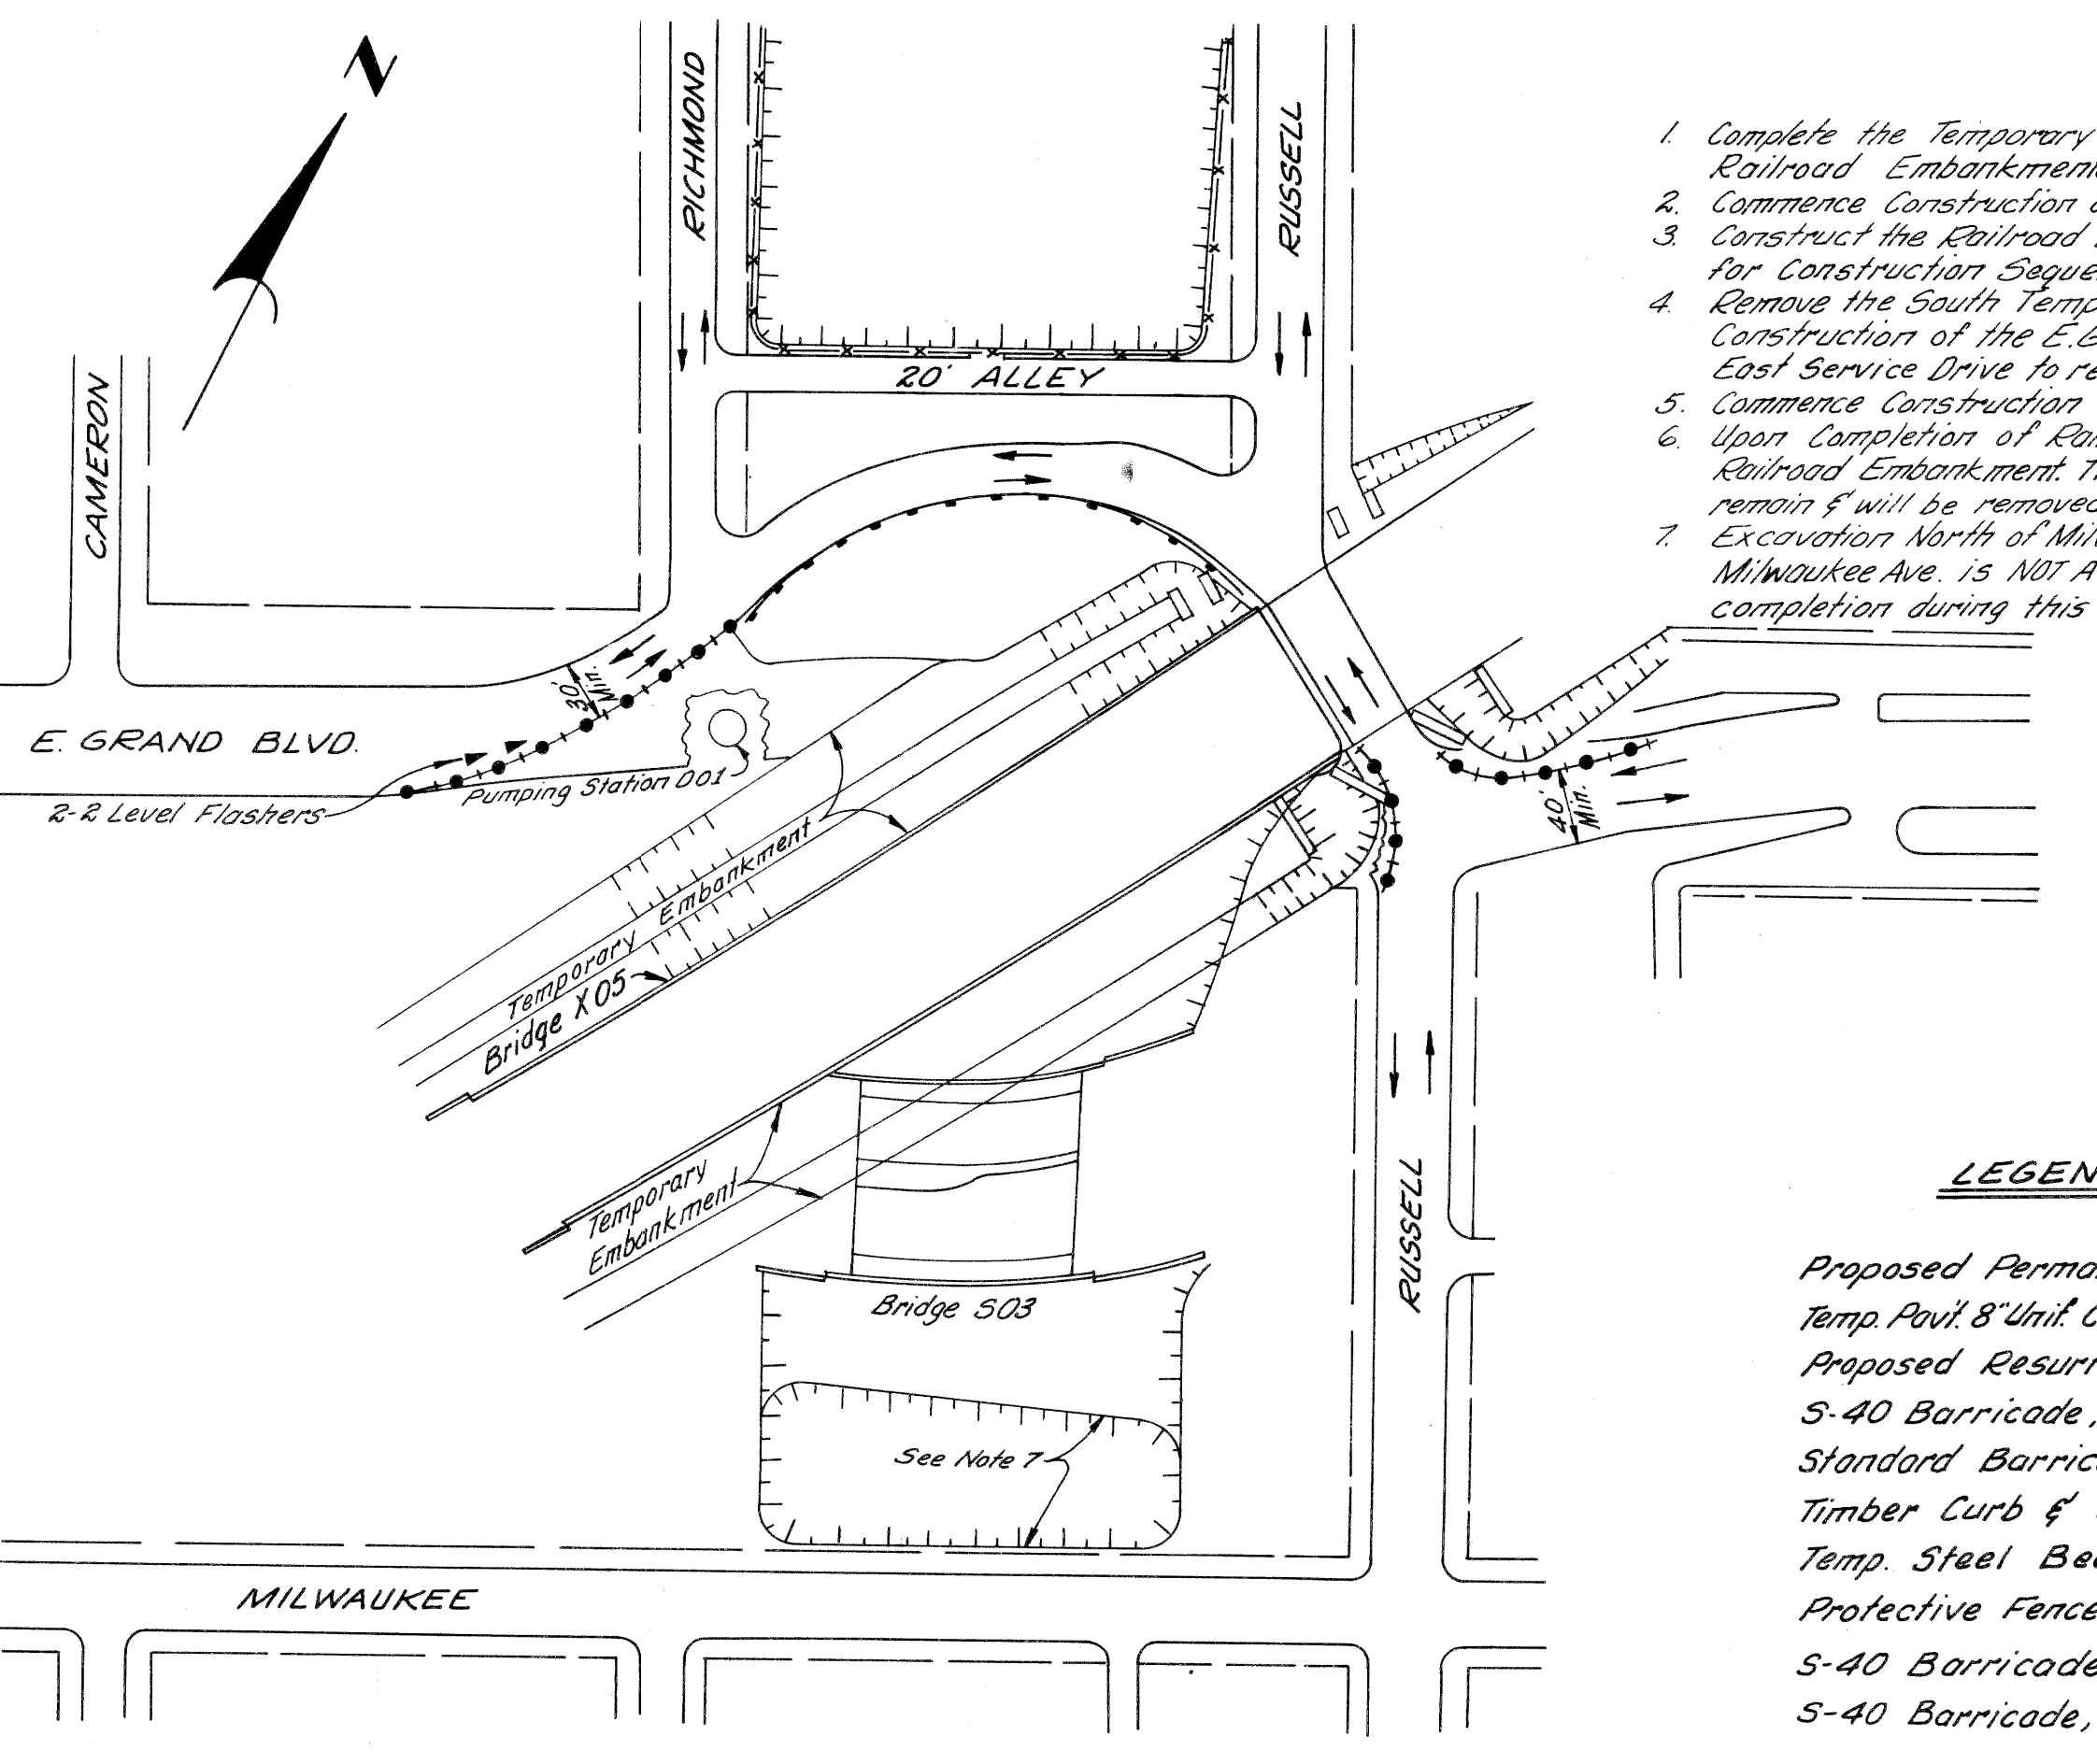 N
RICHMOND
RUSSELL
CAMERON
20' ALLEY
1. Complete the Temporary
Railroad Embankment
2. Commence Construction
3. Construct the Railroad
for Construction Seque
4. Remove the South Temp
Construction of the E.G
East Service Drive to re
5. Commence Construction
6. Upon Completion of Rai
Railroad Embankment. T
remain & will be removed
7. Excavation North of Mil
Milwaukee Ave. is NOT A
completion during this
30' Min.
E. GRAND BLVD.
2-2 Level Flashers
Pumping Station D01
40' Min.
Temporary Embankment
Bridge X05
Temporary
Embankment
RUSSELL
Bridge S03
See Note 7
MILWAUKEE
LEGEN
Proposed Perma
Temp. Pav't. 8" Unif. C
Proposed Resurf
S-40 Barricade,
Standard Barric
Timber Curb &
Temp. Steel Bea
Protective Fence
S-40 Barricade
S-40 Barricade,